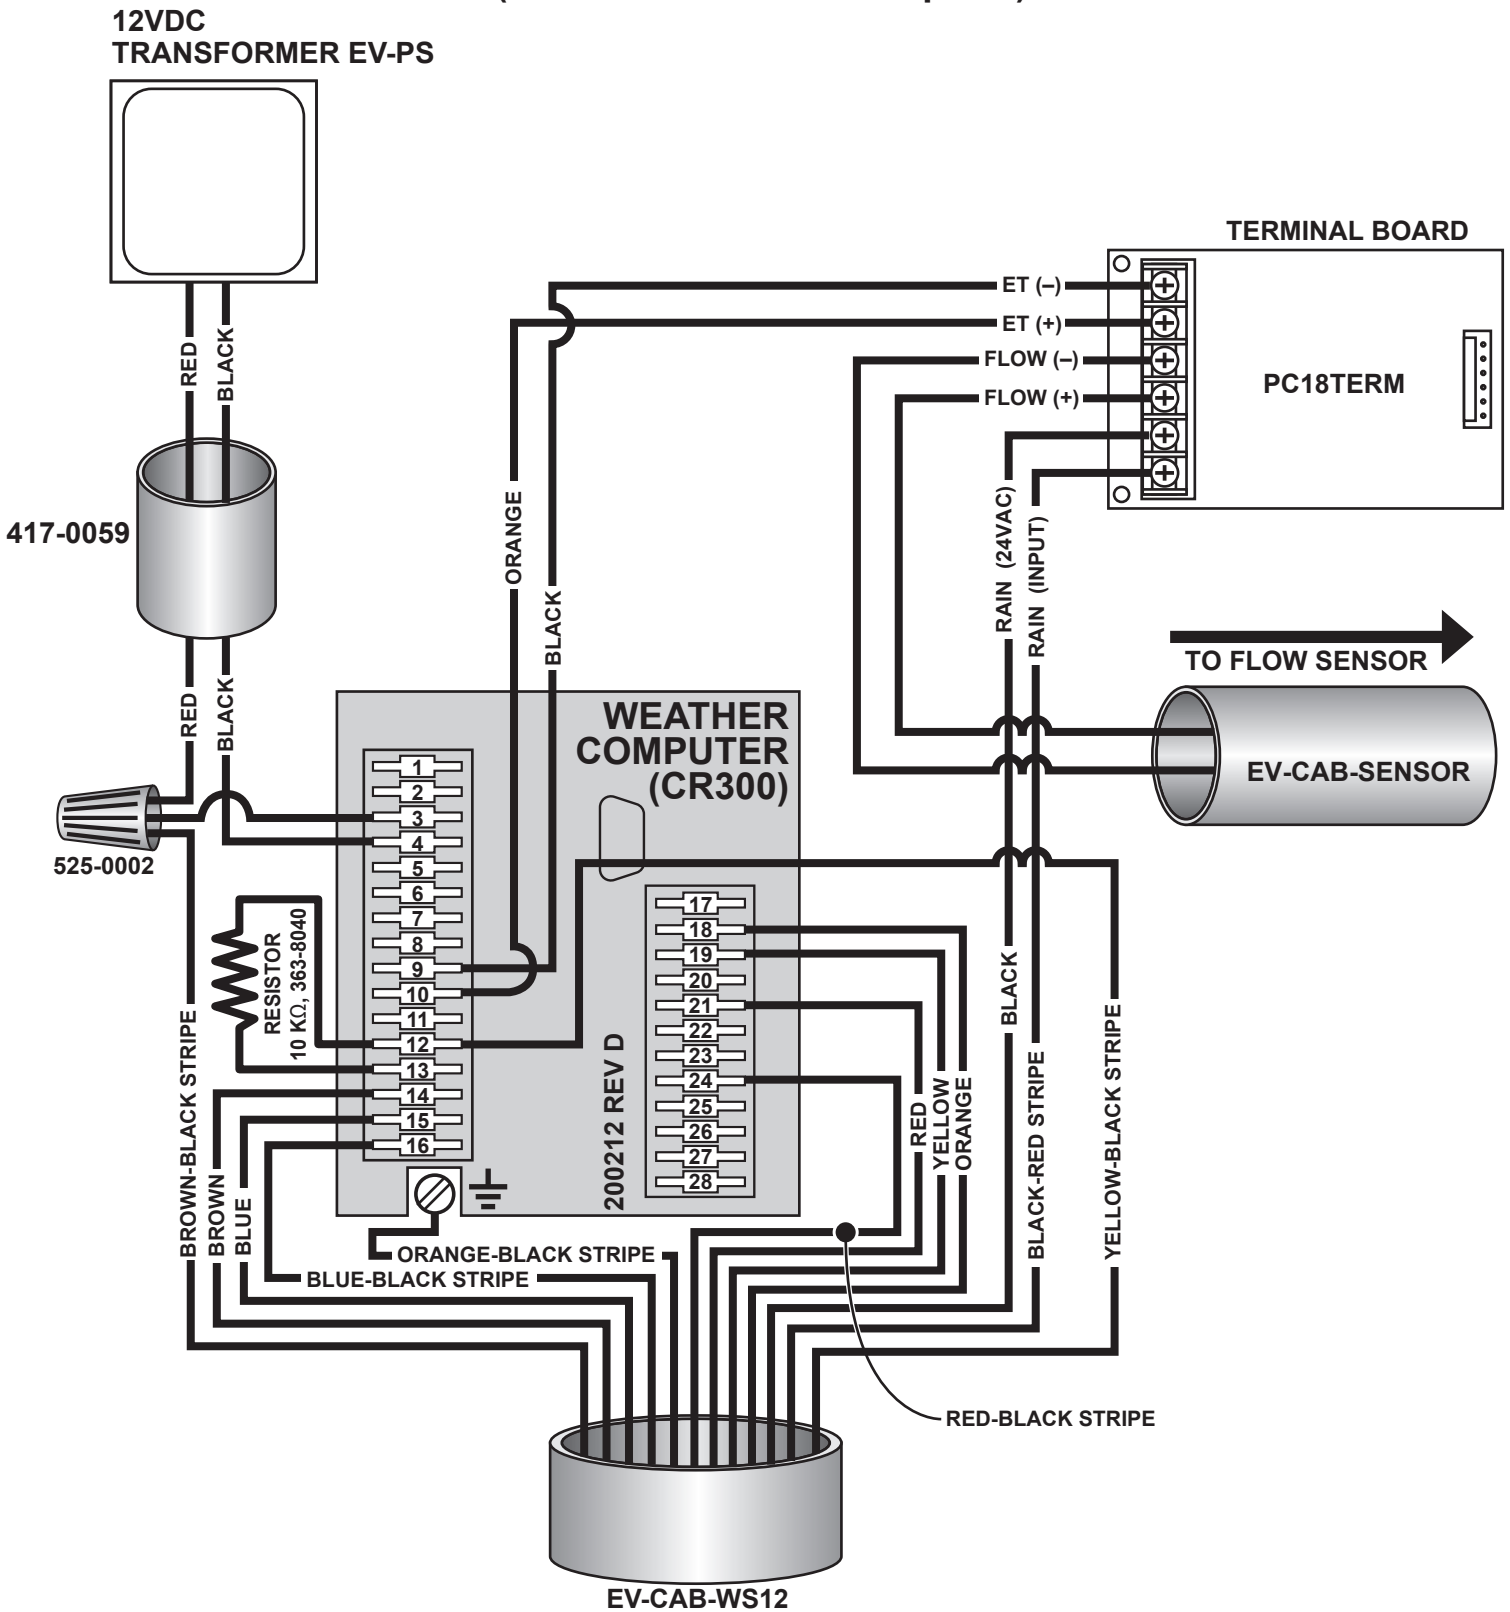 12VDC
TRANSFORMER EV-PS
RED
BLACK
417-0059
RED
BLACK
525-0002
TERMINAL BOARD
ET (–)
ET (+)
FLOW (–)
FLOW (+)
PC18TERM
RAIN (24VAC)
RAIN (INPUT)
ORANGE
BLACK
TO FLOW SENSOR
EV-CAB-SENSOR
WEATHER
COMPUTER
(CR300)
1
2
3
4
5
6
7
8
9
10
11
12
13
14
15
16
17
18
19
20
21
22
23
24
25
26
27
28
200212 REV D
RESISTOR
10 KΩ, 363-8040
BROWN-BLACK STRIPE
BROWN
BLUE
ORANGE-BLACK STRIPE
BLUE-BLACK STRIPE
RED
YELLOW
ORANGE
BLACK
BLACK-RED STRIPE
YELLOW-BLACK STRIPE
RED-BLACK STRIPE
EV-CAB-WS12